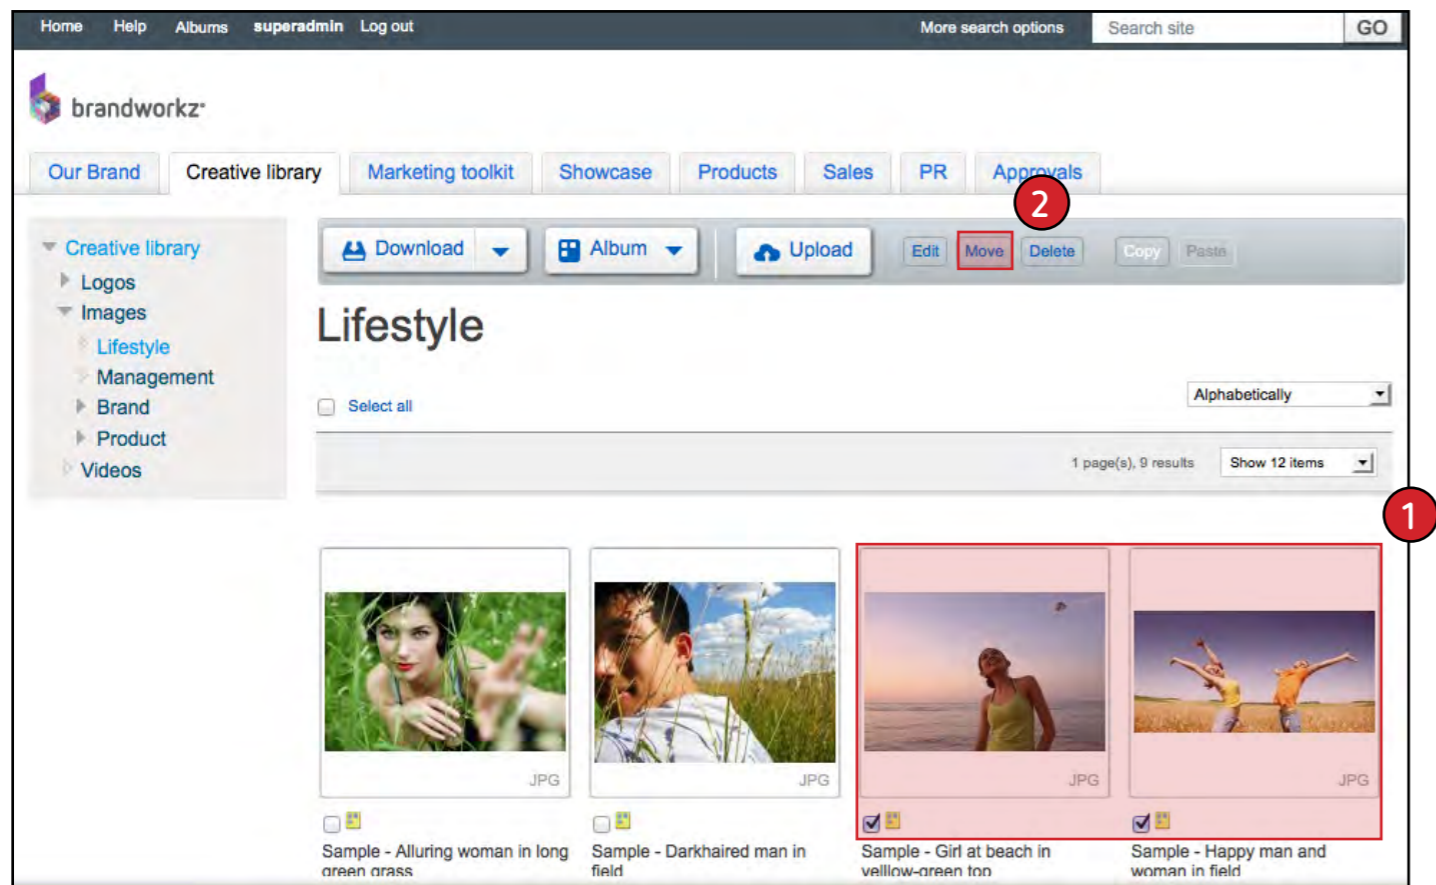 Home Help Albums superadmin Log out More search options Search site GO
brandworkz
Our Brand Creative library Marketing toolkit Showcase Products Sales PR Approvals
2
Creative library
Logos
Images
Lifestyle
Management
Brand
Product
Videos
Download Album Upload Edit Move Delete Copy Paste
Lifestyle
Select all Alphabetically
1 page(s), 9 results Show 12 items
1
JPG JPG JPG JPG
Sample - Alluring woman in long
green grass
Sample - Darkhaired man in
field
Sample - Girl at beach in
velllow-green top
Sample - Happy man and
woman in field